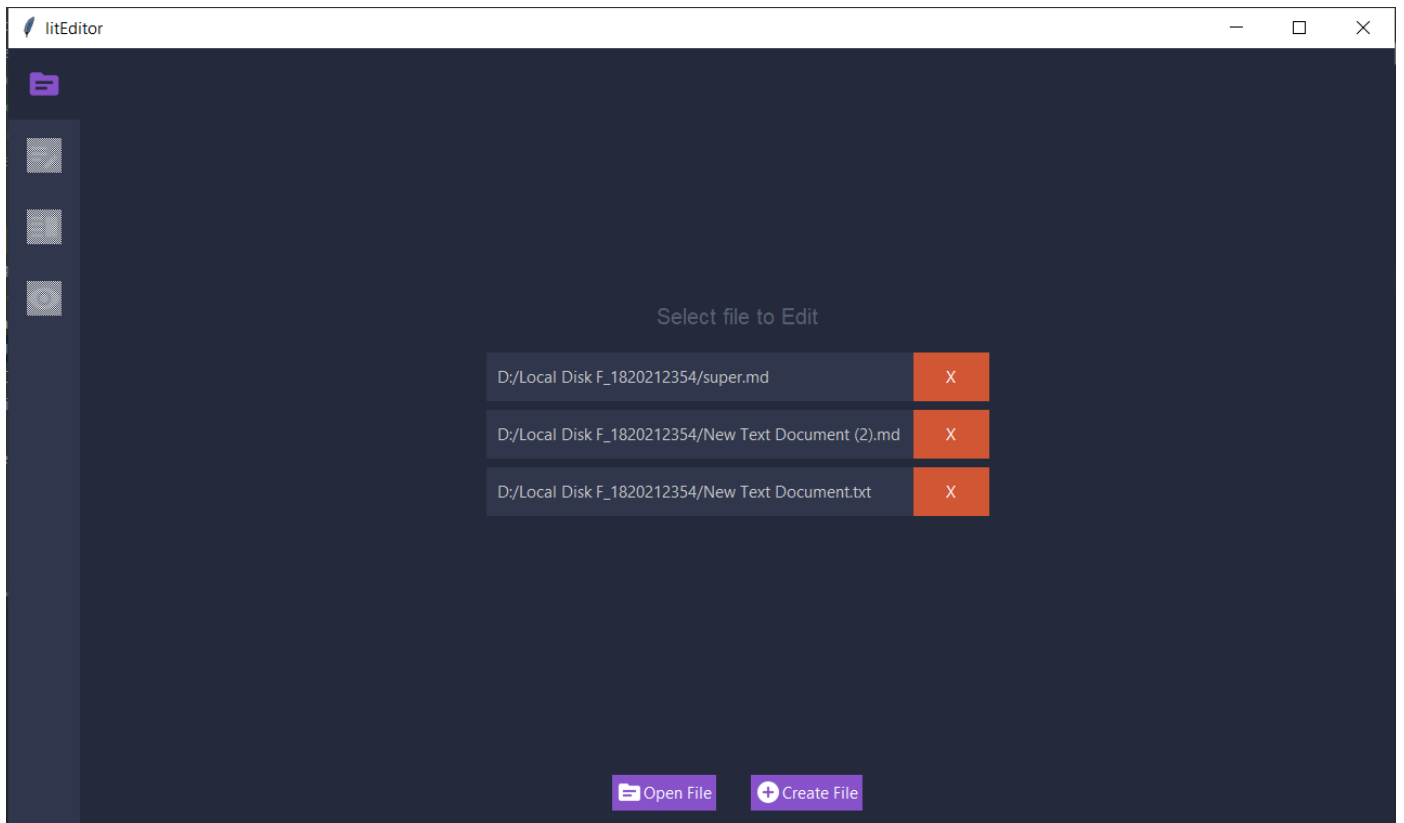 litEditor
Select file to Edit
D:/Local Disk F_1820212354/super.md X
D:/Local Disk F_1820212354/New Text Document (2).md X
D:/Local Disk F_1820212354/New Text Document.txt X
Open File Create File